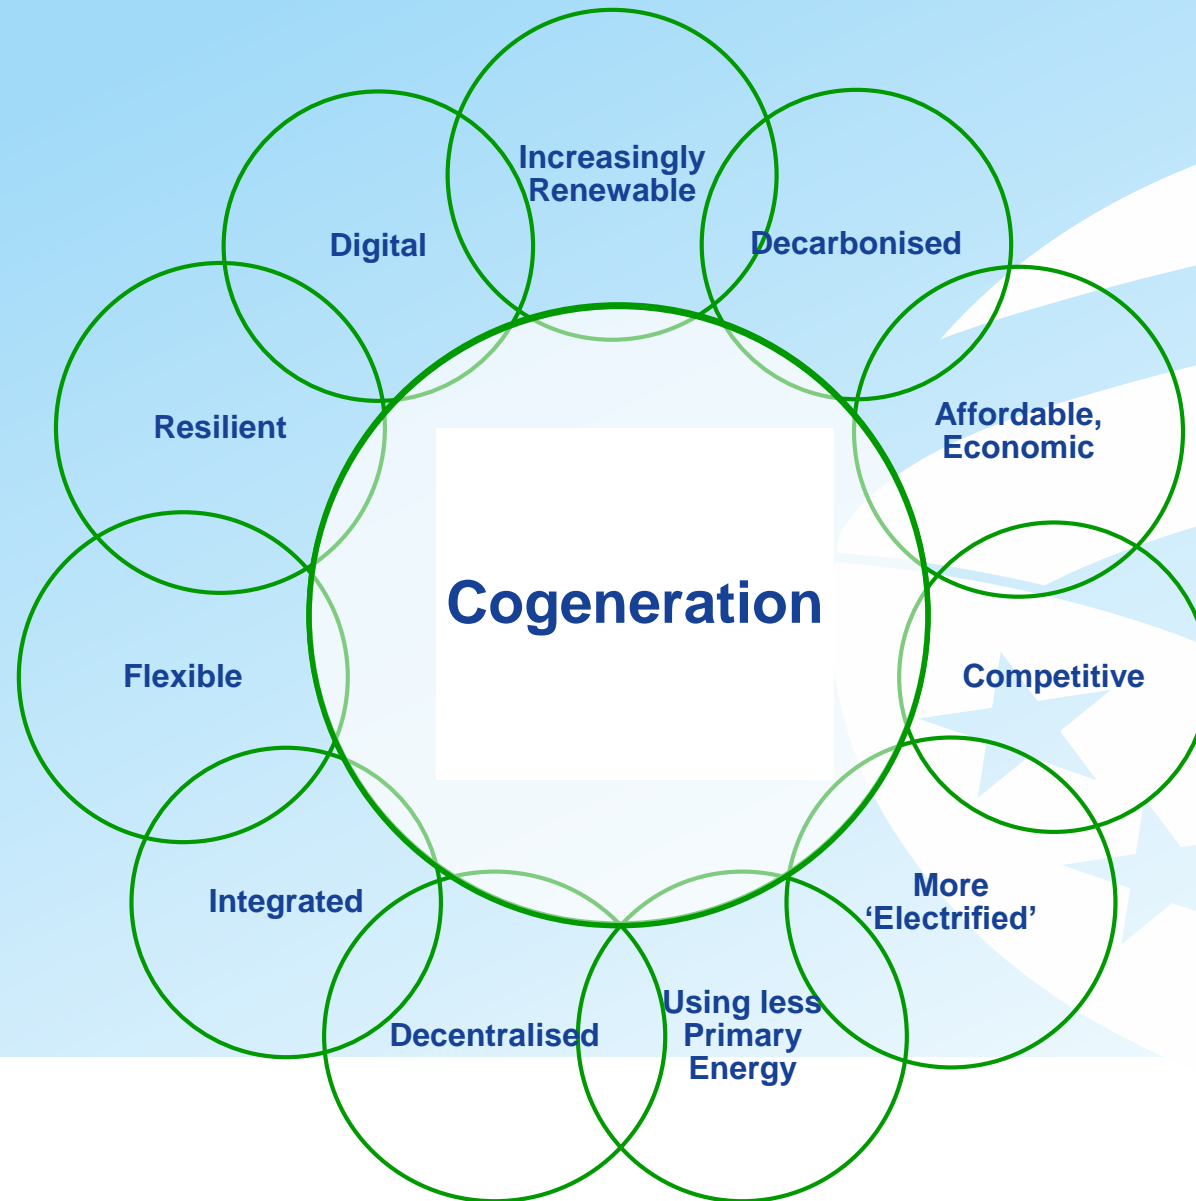 Increasingly
Renewable
Digital
Decarbonised
Resilient
Affordable,
Economic
Cogeneration
Flexible
Competitive
Integrated
More
‘Electrified’
Decentralised
Using less
Primary
Energy